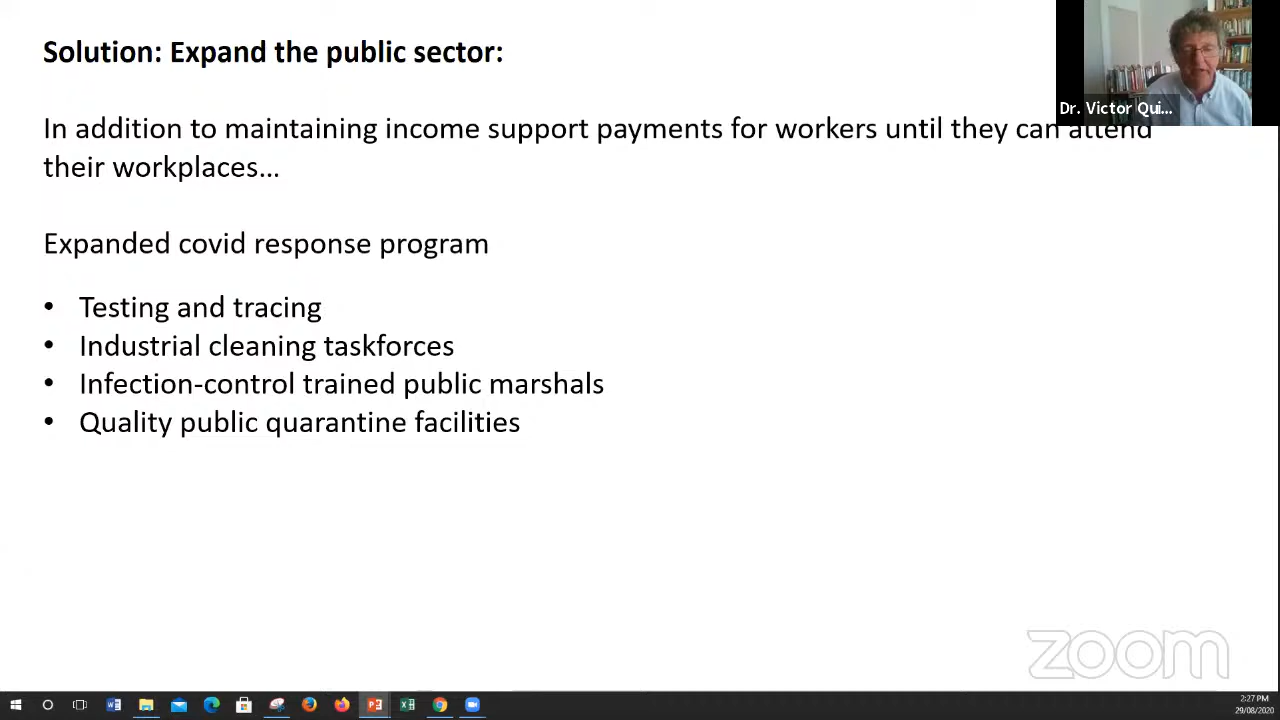 Solution: Expand the public sector:
Dr. Victor Qui...
In addition to maintaining income support payments for workers until they can attend
their workplaces...
Expanded covid response program
• Testing and tracing
• Industrial cleaning taskforces
• Infection-control trained public marshals
• Quality public quarantine facilities
zoom
2:27 PM
29/08/2020